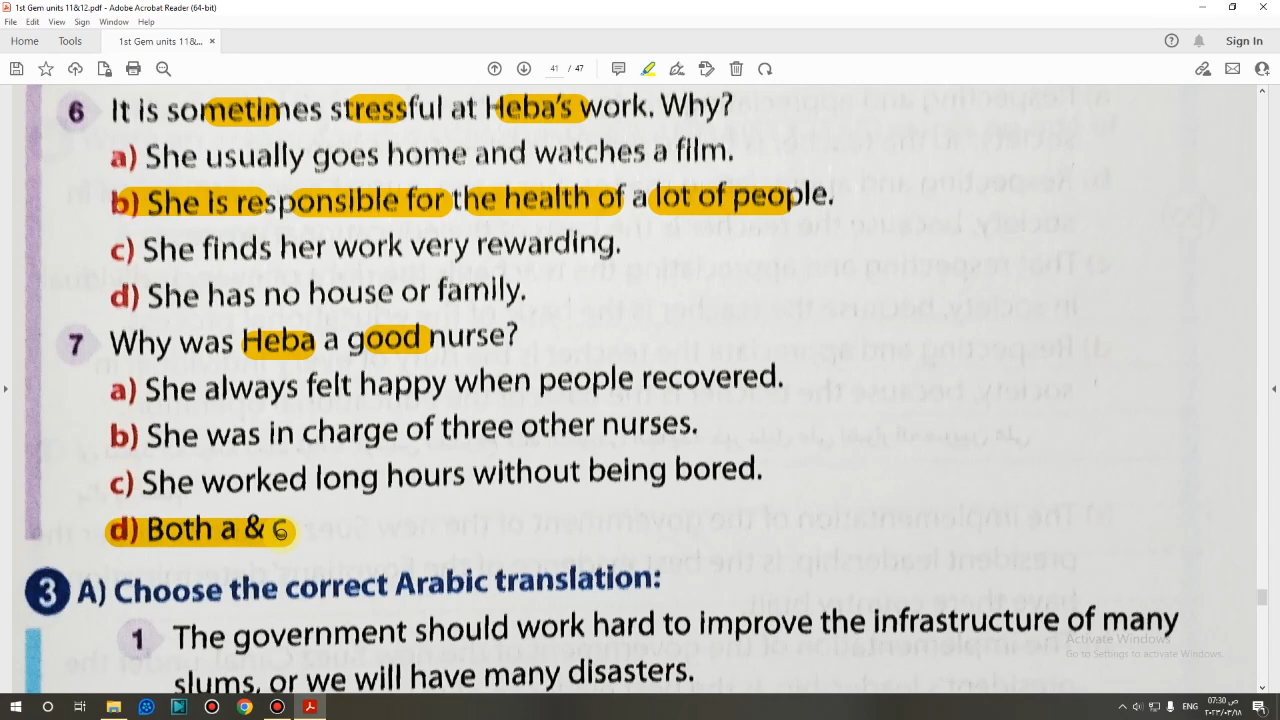 1st Gem units 11&12.pdf - Adobe Acrobat Reader (64-bit)
File Edit View Sign Window Help
Home Tools 1st Gem units 11&... × Sign In
41 / 47
6 It is sometimes stressful at Heba's work. Why?
a) She usually goes home and watches a film.
b) She is responsible for the health of a lot of people.
c) She finds her work very rewarding.
d) She has no house or family.
7 Why was Heba a good nurse?
a) She always felt happy when people recovered.
b) She was in charge of three other nurses.
c) She worked long hours without being bored.
d) Both a &
3 A) Choose the correct Arabic translation:
1 The government should work hard to improve the infrastructure of many
slums, or we will have many disasters.
Activate Windows
Go to Settings to activate Windows.
ENG
07:30 ص
٢٠٢٣/٠٣/١٨